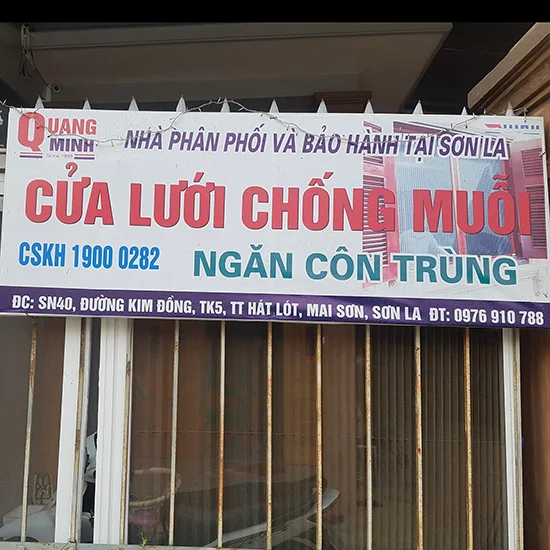 QUANG MINH
Since 1998
NHÀ PHÂN PHỐI VÀ BẢO HÀNH TẠI SƠN LA
CỬA LƯỚI CHỐNG MUỖI
CSKH 1900 0282
NGĂN CÔN TRÙNG
ĐC: SN40, ĐƯỜNG KIM ĐỒNG, TK5, TT HÁT LÓT, MAI SƠN, SƠN LA ĐT: 0976 910 788